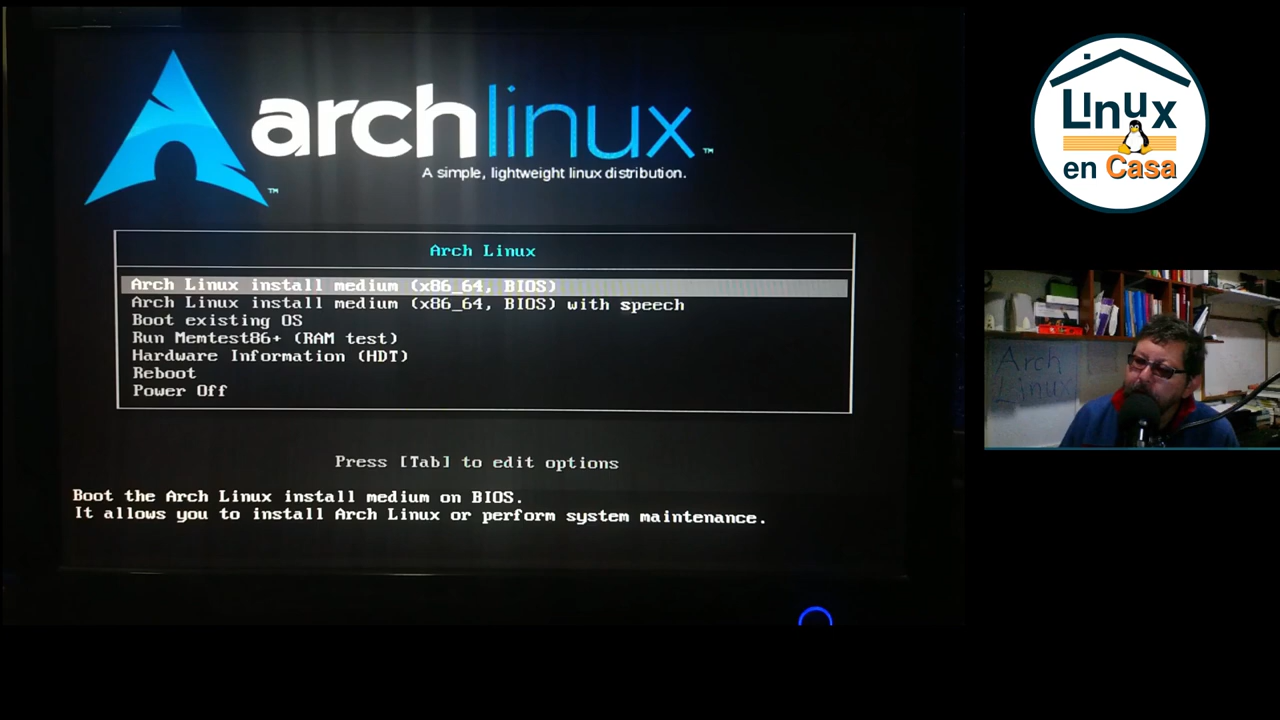 archlinux™
A simple, lightweight linux distribution.
™
Arch Linux
Arch Linux install medium (x86_64, BIOS)
Arch Linux install medium (x86_64, BIOS) with speech
Boot existing OS
Run Memtest86+ (RAM test)
Hardware Information (HDT)
Reboot
Power Off
Press [Tab] to edit options
Boot the Arch Linux install medium on BIOS.
It allows you to install Arch Linux or perform system maintenance.
Linux
en Casa
Arch
Linux